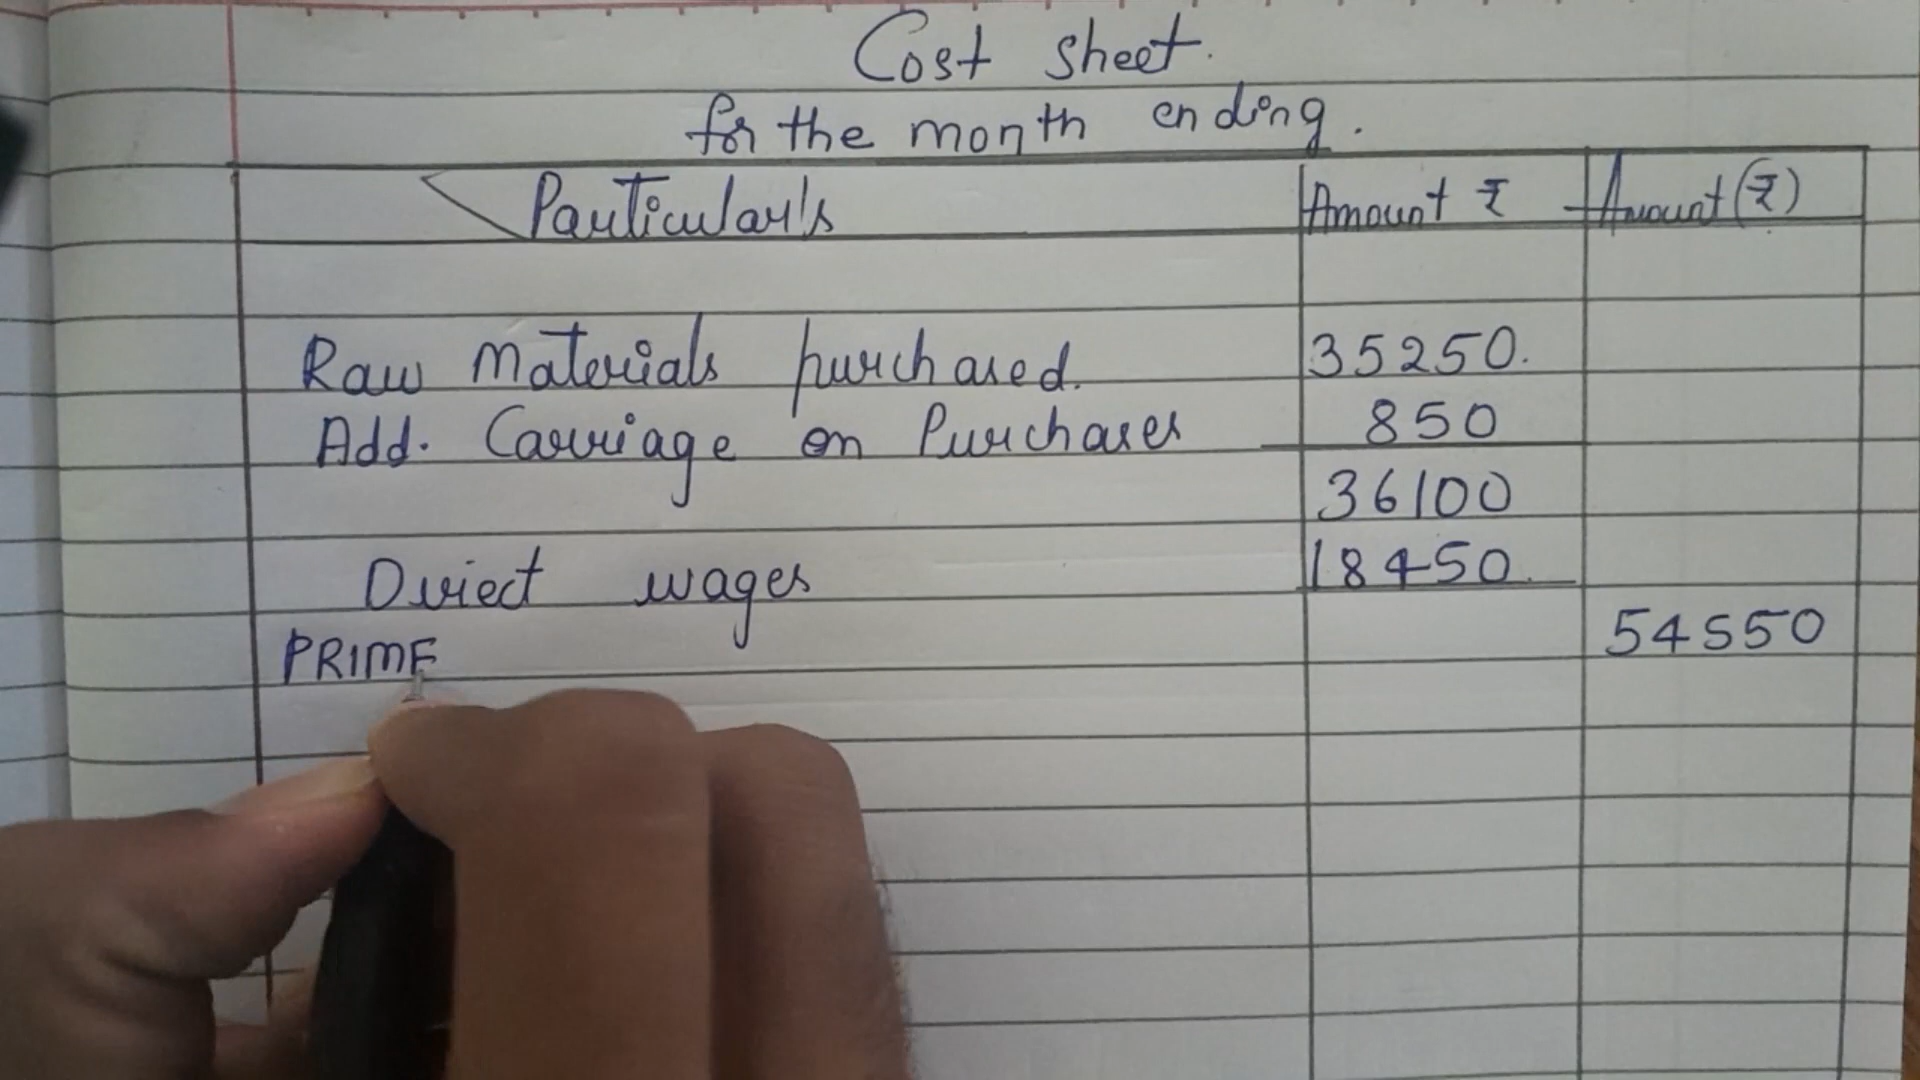 Cost sheet.
for the month ending.
Particular's Amount ₹ Amount (₹)
Raw Materials purchased. 35250.
Add. Carriage on Purchases 850
36100
Direct wages 18450.
PRIME 54550